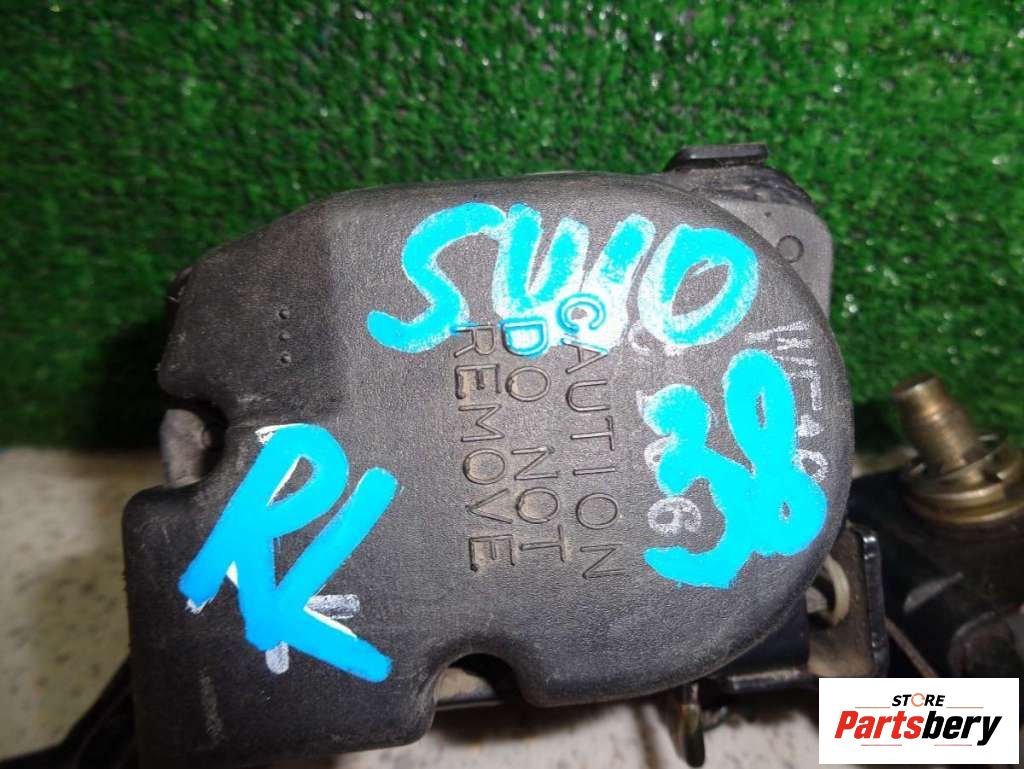 SW10
38
RL
CAUTION
DO NOT
REMOVE
STORE
Partsbery